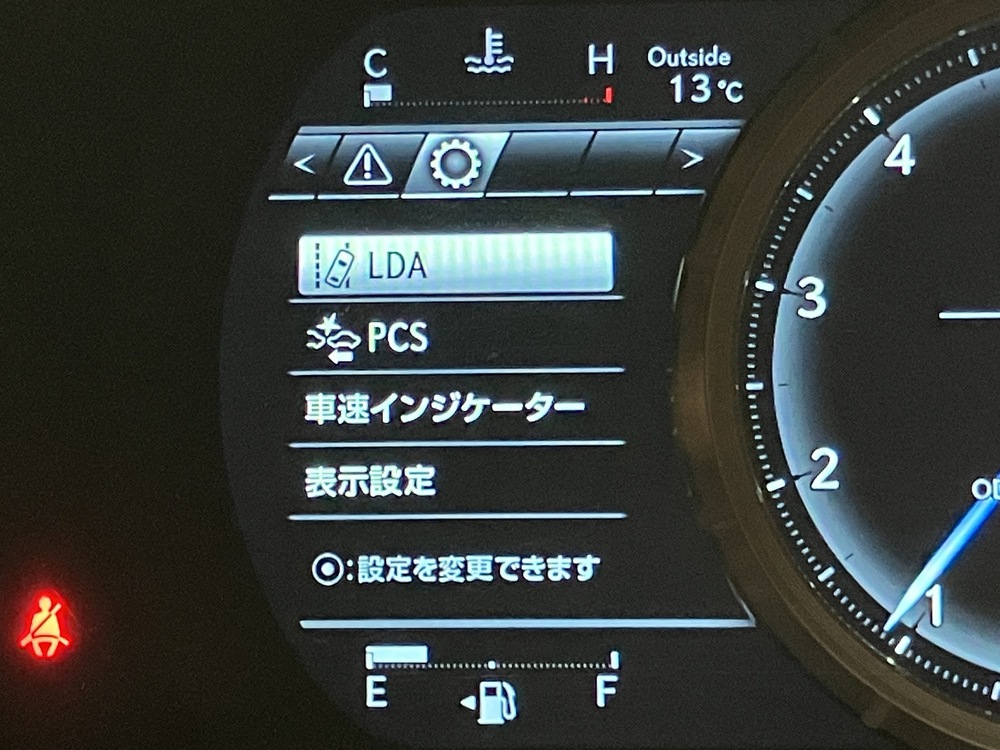 C H Outside
13℃
< >
LDA
PCS
車速インジケーター
表示設定
◎:設定を変更できます
E F
4
3
2
1